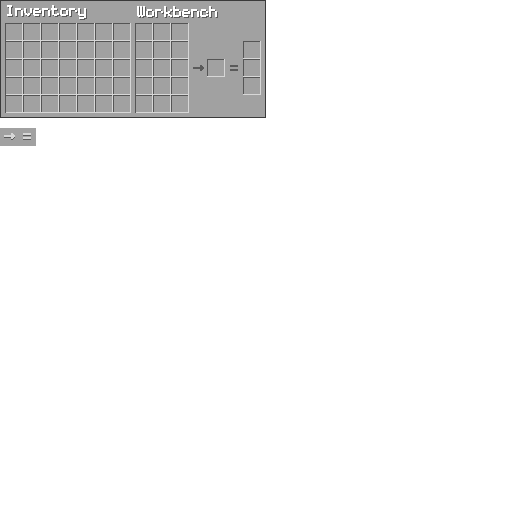 Inventory
Workbench
→ =
→ =